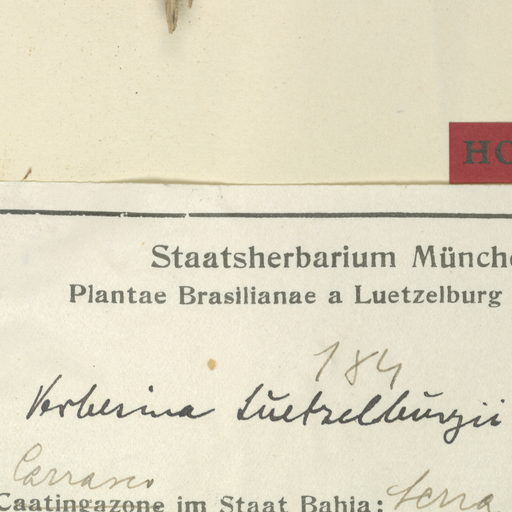 HO
Staatsherbarium Münche
Plantae Brasilianae a Luetzelburg
184
Verbesina Luetzelburgii
Carrasco
Caatingazone im Staat Bahia: Serra